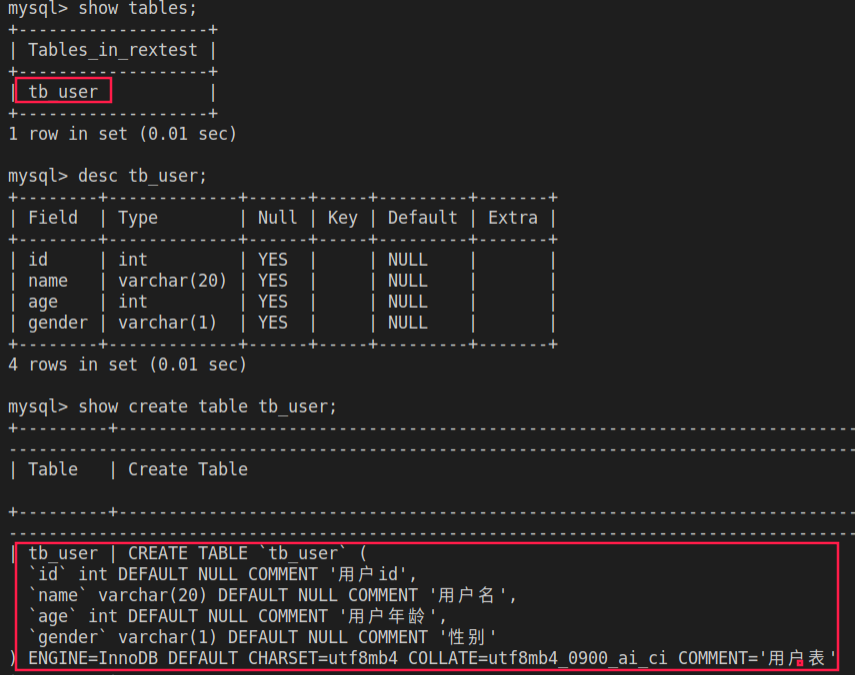 mysql> show tables;
+-------------------+
| Tables_in_rextest |
+-------------------+
| tb_user           |
+-------------------+
1 row in set (0.01 sec)
mysql> desc tb_user;
+--------+-------------+------+-----+---------+-------+
| Field  | Type        | Null | Key | Default | Extra |
+--------+-------------+------+-----+---------+-------+
| id     | int         | YES  |     | NULL    |       |
| name   | varchar(20) | YES  |     | NULL    |       |
| age    | int         | YES  |     | NULL    |       |
| gender | varchar(1)  | YES  |     | NULL    |       |
+--------+-------------+------+-----+---------+-------+
4 rows in set (0.01 sec)
mysql> show create table tb_user;
+---------+--------------------------------------------------------------------------
-------------------------------------------------------------------------------------
| Table   | Create Table
+---------+--------------------------------------------------------------------------
-------------------------------------------------------------------------------------
| tb_user | CREATE TABLE `tb_user` (
`id` int DEFAULT NULL COMMENT '用户id',
`name` varchar(20) DEFAULT NULL COMMENT '用户名',
`age` int DEFAULT NULL COMMENT '用户年龄',
`gender` varchar(1) DEFAULT NULL COMMENT '性别'
) ENGINE=InnoDB DEFAULT CHARSET=utf8mb4 COLLATE=utf8mb4_0900_ai_ci COMMENT='用户表'